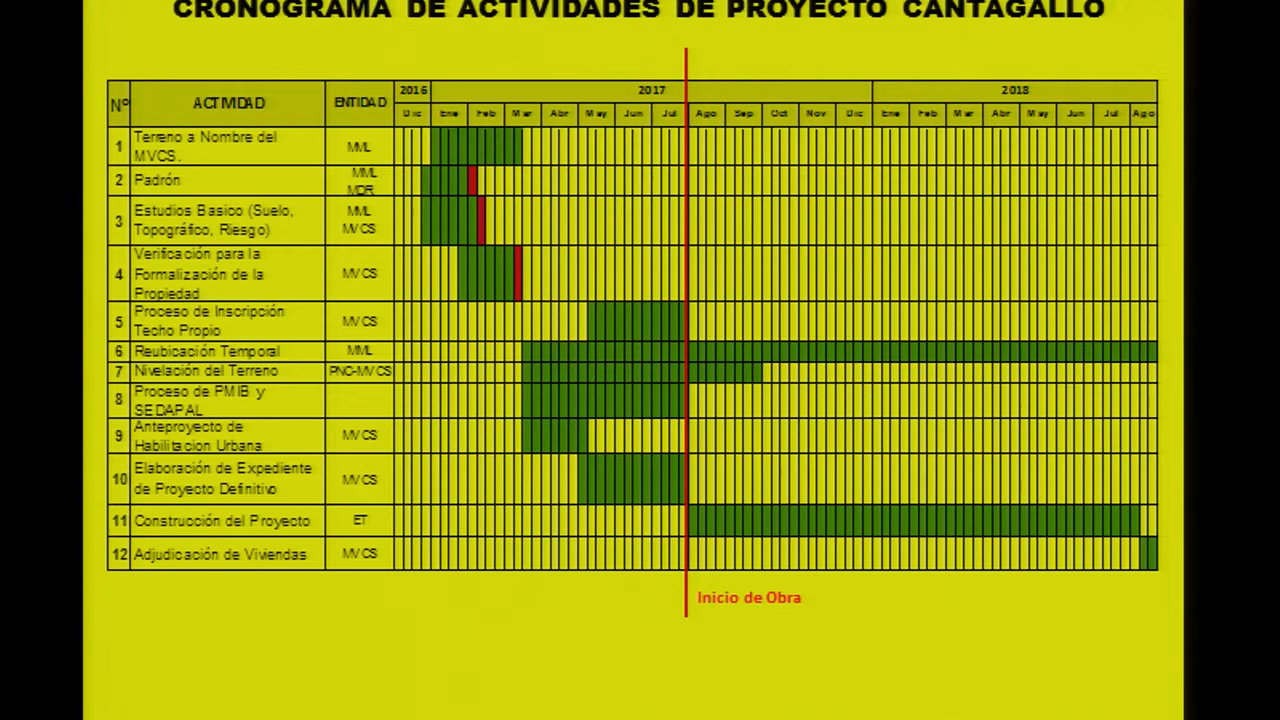 CRONOGRAMA DE ACTIVIDADES DE PROYECTO CANTAGALLO
Nº ACTIVIDAD ENTIDAD 2016 2017 2018
Dic Ene Feb Mar Abr May Jun Jul Ago Sep Oct Nov Dic Ene Feb Mar Abr May Jun Jul Ago
1 Terreno a Nombre del MML
MVCS.
2 Padrón MML
MDR
3 Estudios Basico (Suelo, MML
Topográfico, Riesgo) MVCS
4 Verificación para la
Formalización de la MVCS
Propiedad
5 Proceso de Inscripción MVCS
Techo Propio
6 Reubicación Temporal MML
7 Nivelación del Terreno PNC-MVCS
8 Proceso de PMIB y
SEDAPAL
9 Anteproyecto de MVCS
Habilitacion Urbana
10 Elaboración de Expediente MVCS
de Proyecto Definitivo
11 Construcción del Proyecto ET
12 Adjudicación de Viviendas MVCS
Inicio de Obra